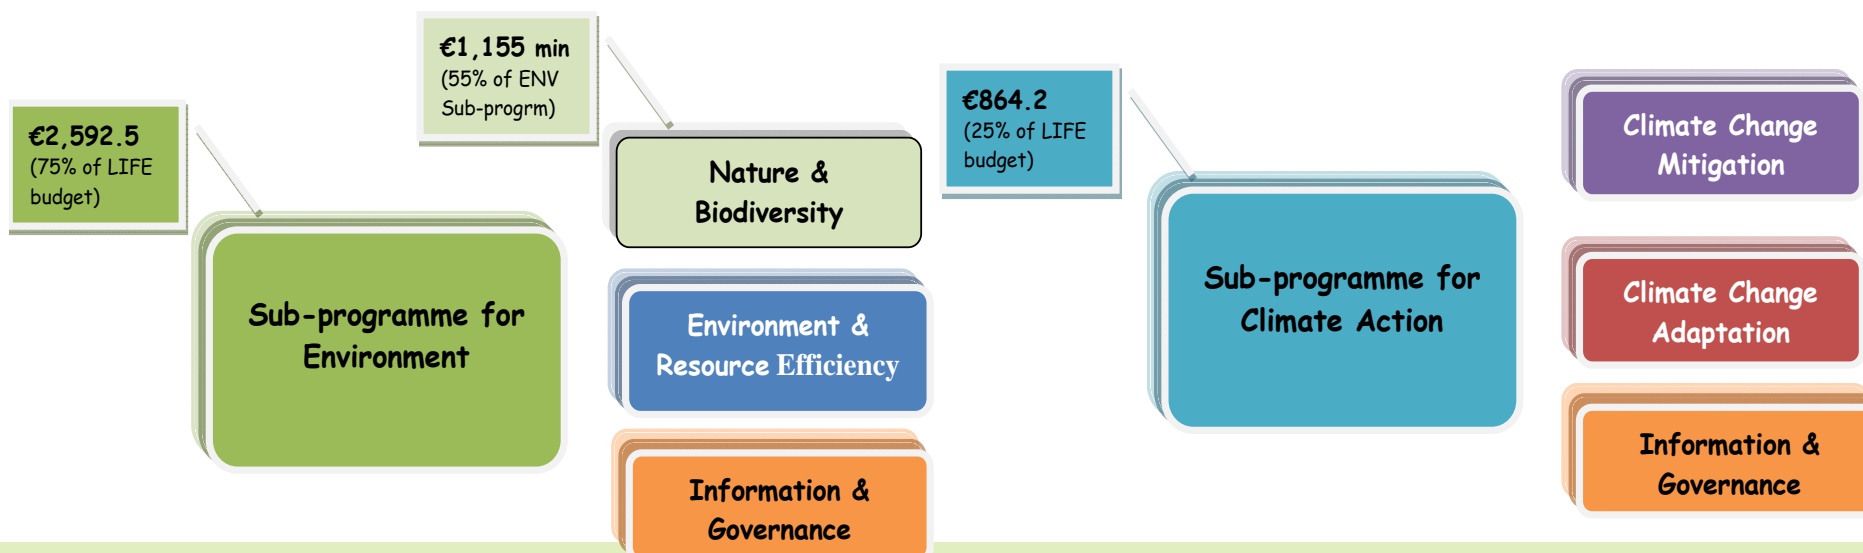 €2,592.5
(75% of LIFE
budget)
Sub-programme for
Environment
€1,155 min
(55% of ENV
Sub-progrm)
Nature &
Biodiversity
Environment &
Resource Efficiency
Information &
Governance
€864.2
(25% of LIFE
budget)
Sub-programme for
Climate Action
Climate Change
Mitigation
Climate Change
Adaptation
Information &
Governance